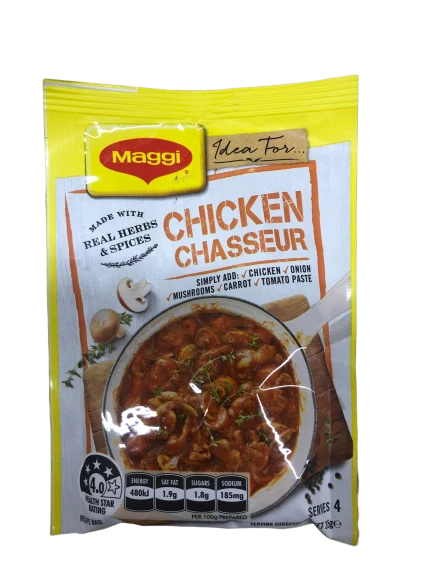 Maggi
Idea For...
MADE WITH
REAL HERBS
& SPICES
CHICKEN
CHASSEUR
SIMPLY ADD: ✓ CHICKEN ✓ ONION
✓ MUSHROOMS ✓ CARROT ✓ TOMATO PASTE
4.0
HEALTH STAR
RATING
ENERGY
480kJ
SAT FAT
1.9g
SUGARS
1.8g
SODIUM
185mg
PER 100g PREPARED
SERVES 4
SERVING